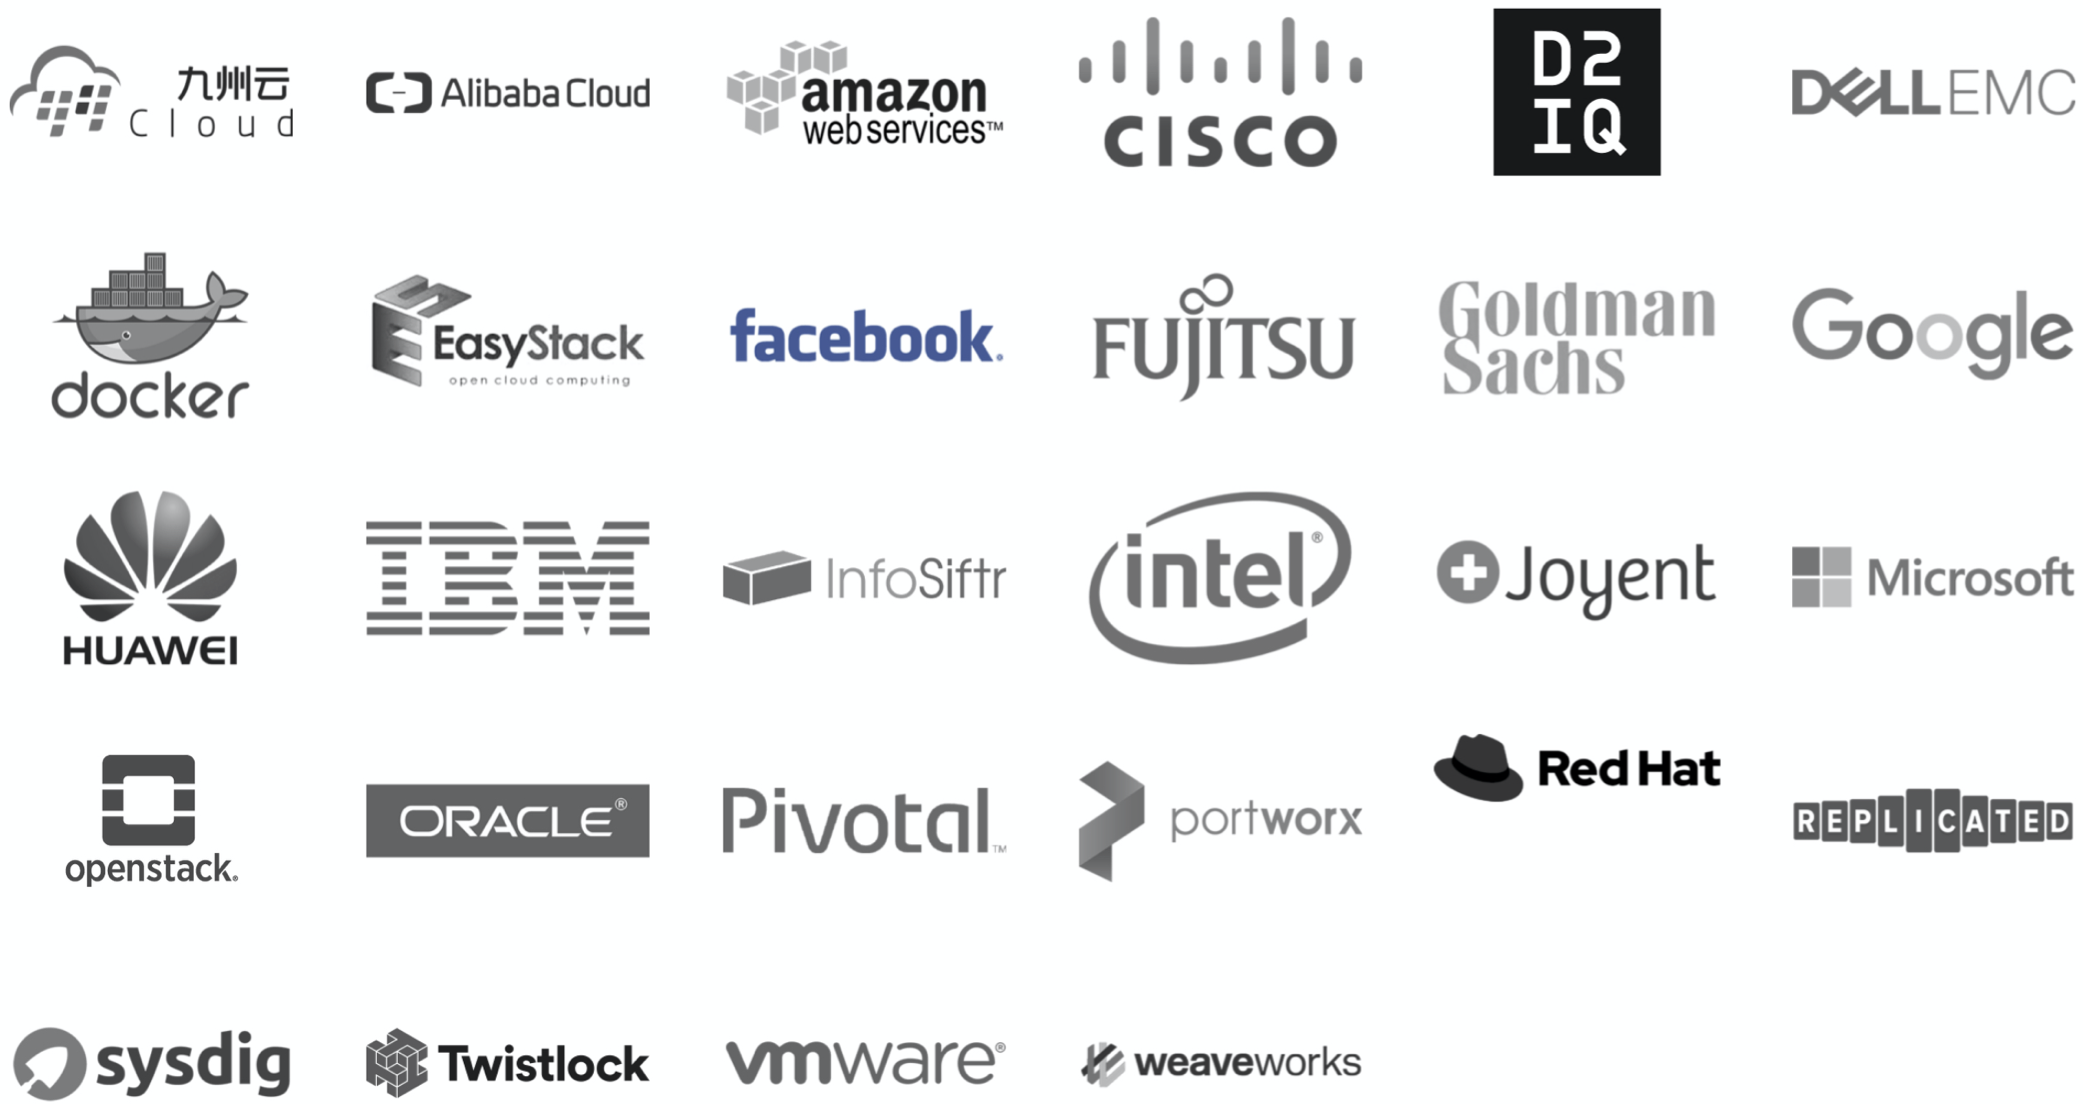 九州云
Cloud
Alibaba Cloud
amazon
web services™
CISCO
D2
IQ
DELL EMC
docker
EasyStack
open cloud computing
facebook®
FUJITSU
Goldman
Sachs
Google
HUAWEI
IBM
InfoSiftr
intel®
Joyent
Microsoft
openstack®
ORACLE®
Pivotal™
portworx
Red Hat
REPLICATED
sysdig
Twistlock
vmware®
weaveworks